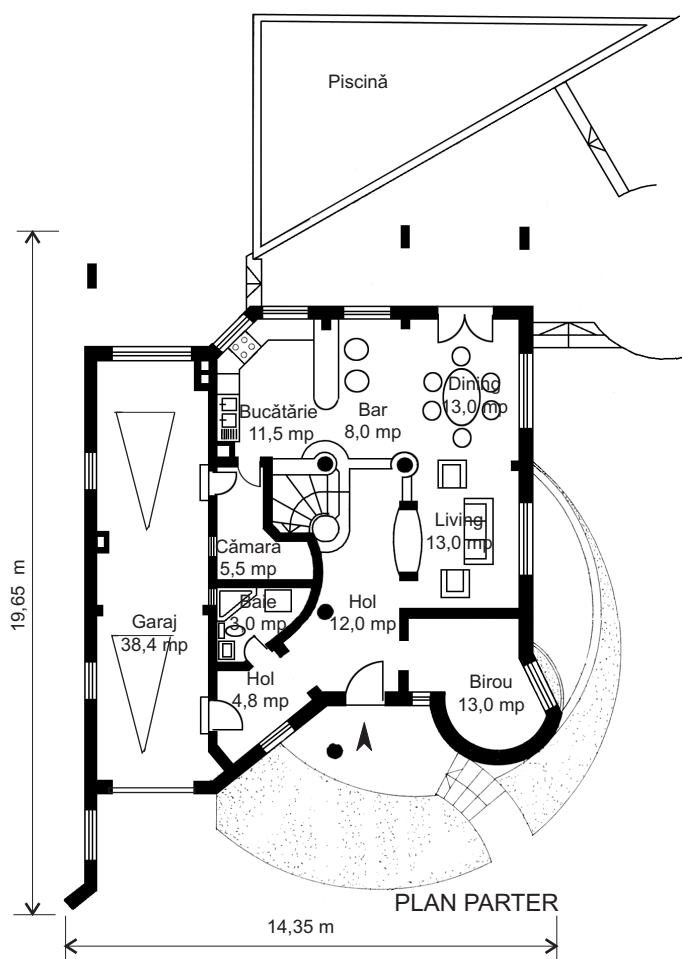 Piscină
Dining
13,0 mp
Bucătărie
11,5 mp
Bar
8,0 mp
Living
13,0 mp
Cămara
5,5 mp
Baie
3,0 mp
Hol
12,0 mp
Garaj
38,4 mp
Hol
4,8 mp
Birou
13,0 mp
19,65 m
PLAN PARTER
14,35 m